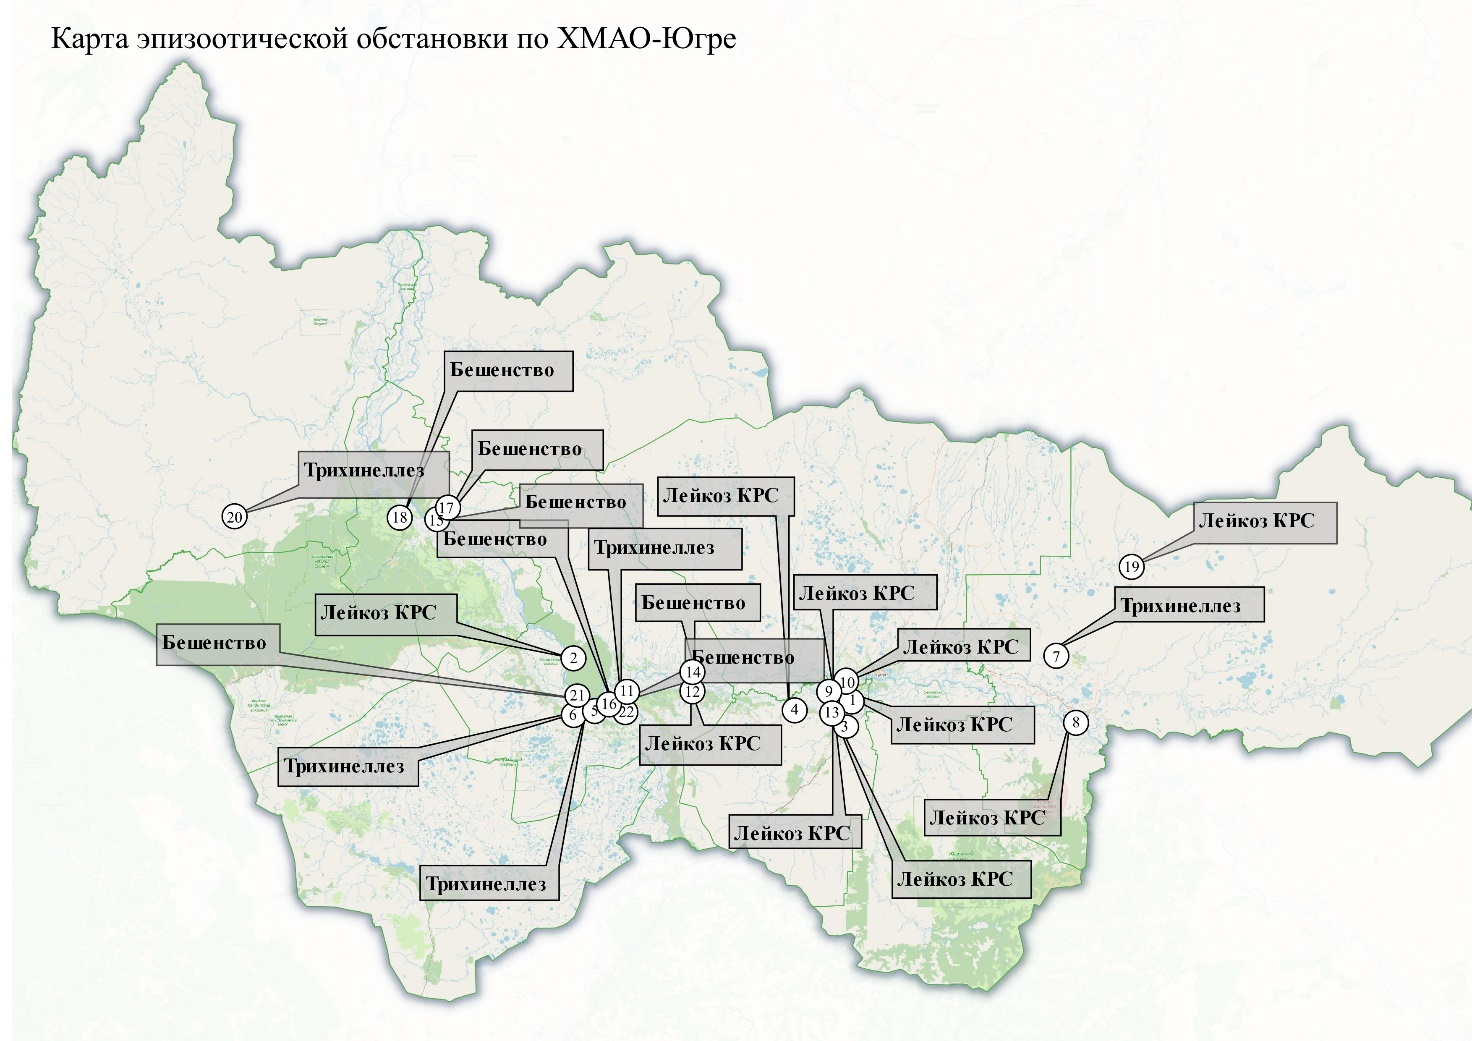 Карта эпизоотической обстановки по ХМАО-Югре
Бешенство
Бешенство
Трихинеллез
Бешенство
Лейкоз КРС
17
18
15
20
Бешенство
Трихинеллез
Лейкоз КРС
19
Лейкоз КРС
Бешенство
Трихинеллез
Лейкоз КРС
Бешенство
2
Бешенство
Лейкоз КРС
7
14
10
21
11
12
9
1
16
6
5
22
4
13
3
8
Лейкоз КРС
Лейкоз КРС
Трихинеллез
Лейкоз КРС
Лейкоз КРС
Трихинеллез
Лейкоз КРС